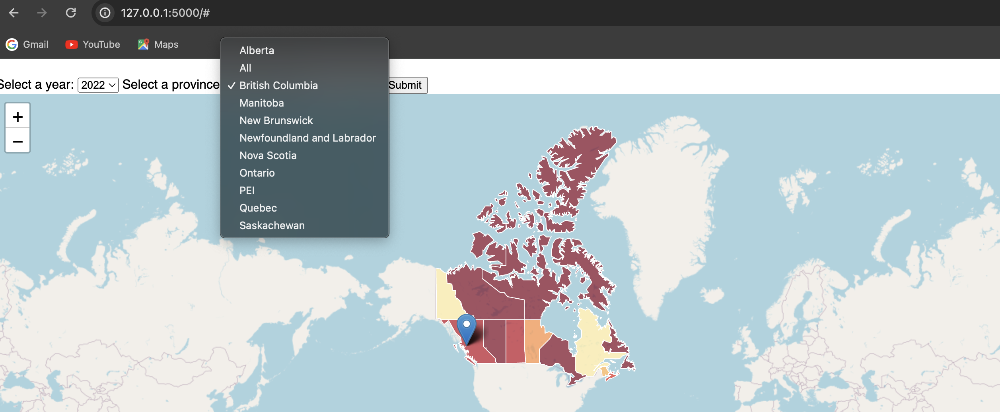 127.0.0.1:5000/#
Gmail YouTube Maps
Select a year: 2022 Select a province
Alberta
All
British Columbia
Manitoba
New Brunswick
Newfoundland and Labrador
Nova Scotia
Ontario
PEI
Quebec
Saskachewan
Submit
+
−